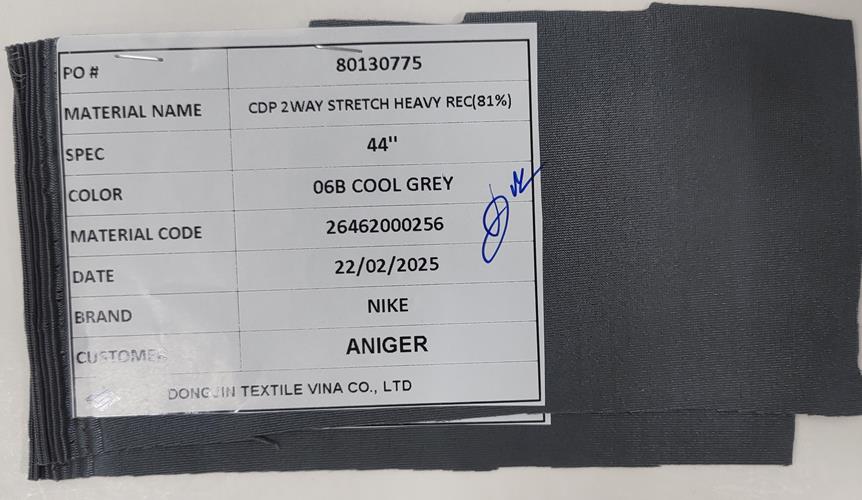 PO # 80130775
MATERIAL NAME CDP 2WAY STRETCH HEAVY REC(81%)
SPEC 44"
COLOR 06B COOL GREY
MATERIAL CODE 26462000256
DATE 22/02/2025
BRAND NIKE
CUSTOMER ANIGER
DONGJIN TEXTILE VINA CO., LTD